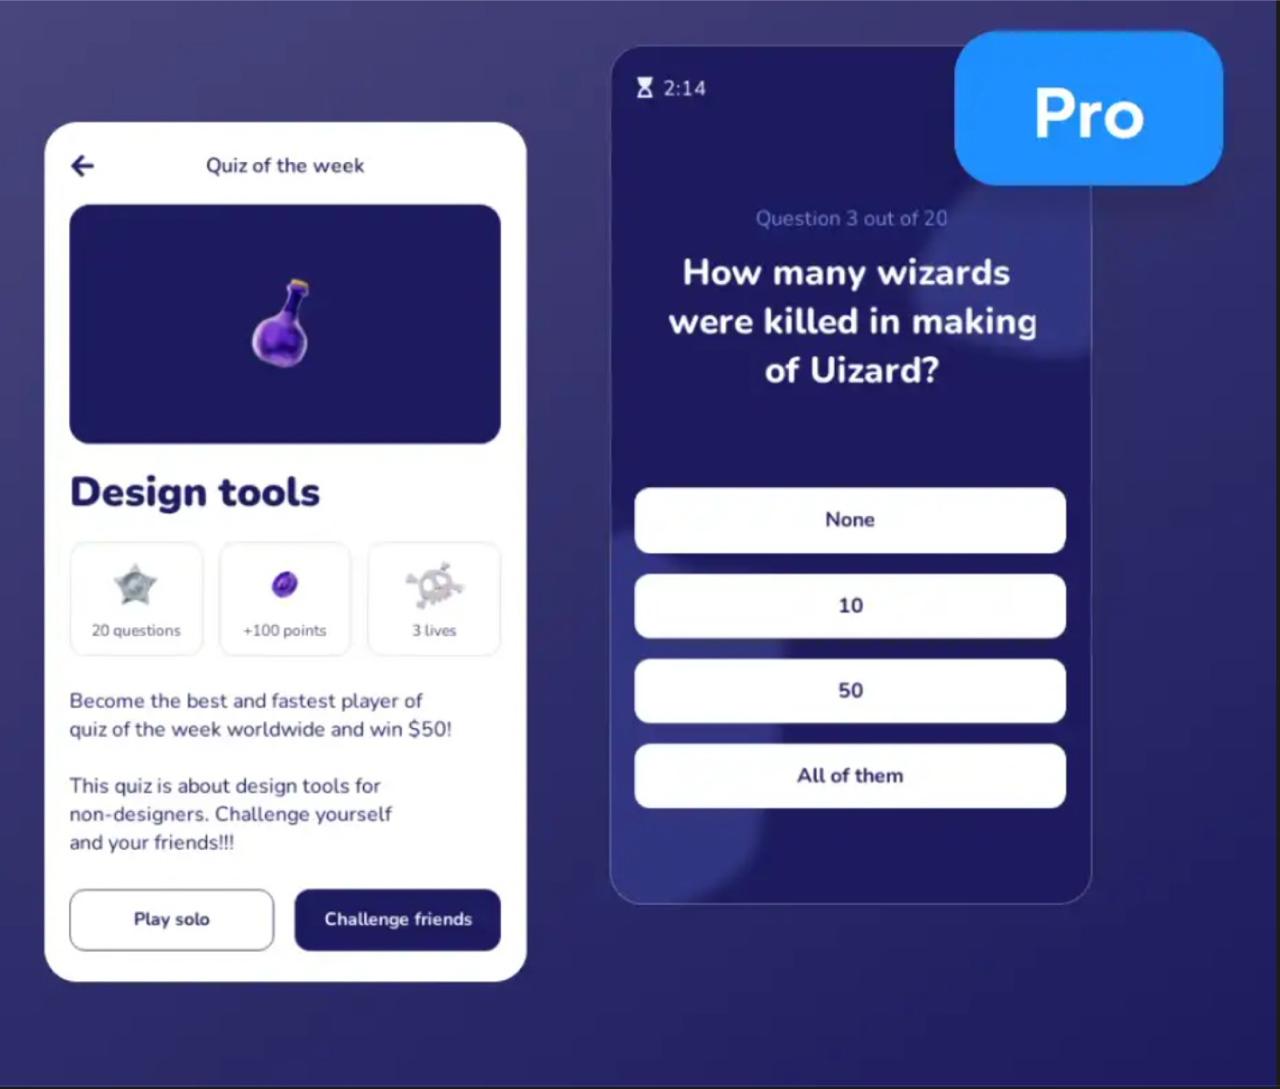 Quiz of the week
Design tools
20 questions
+100 points
3 lives
Become the best and fastest player of
quiz of the week worldwide and win $50!
This quiz is about design tools for
non-designers. Challenge yourself
and your friends!!!
Play solo
Challenge friends
2:14
Pro
Question 3 out of 20
How many wizards
were killed in making
of Uizard?
None
10
50
All of them